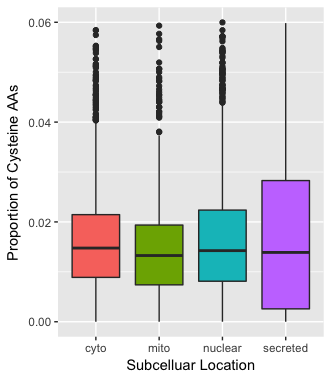 0.06
0.04
0.02
0.00
Proportion of Cysteine AAs
cyto mito nuclear secreted
Subcelluar Location